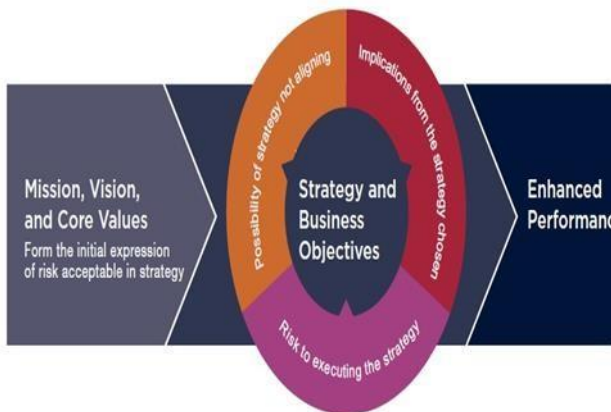 Mission, Vision,
and Core Values
Form the initial expression
of risk acceptable in strategy
Possibility of strategy not aligning
Implications from the strategy chosen
Strategy and
Business
Objectives
Risk to executing the strategy
Enhanced
Performanc